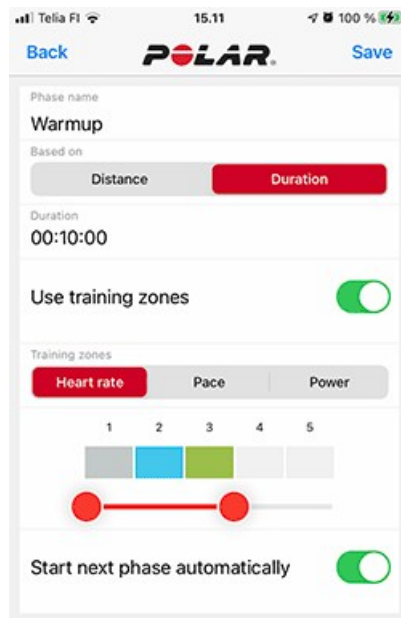 Telia FI 15.11 100 %
Back POLAR. Save
Phase name
Warmup
Based on
Distance Duration
Duration
00:10:00
Use training zones
Training zones
Heart rate Pace Power
1 2 3 4 5
Start next phase automatically